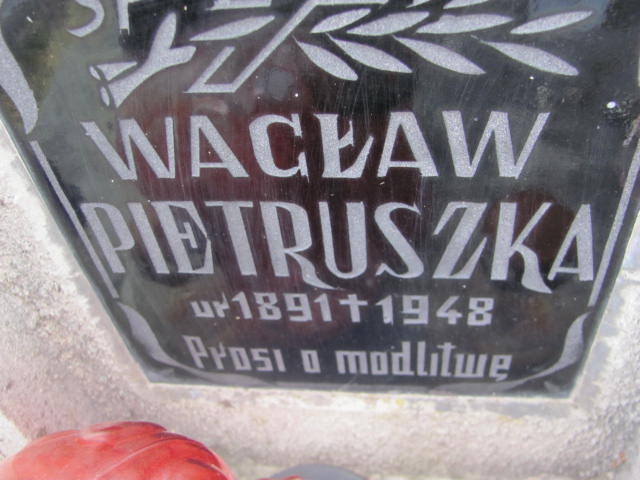 WACŁAW
PIETRUSZKA
ur.1891✝1948
Prosi o modlitwę